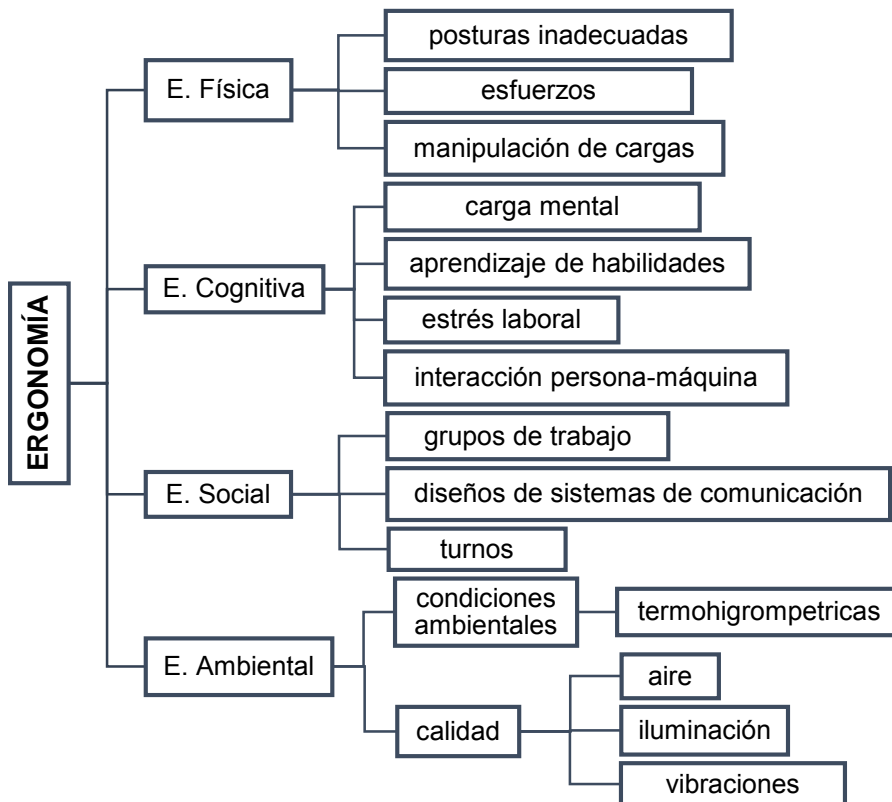 ERGONOMÍA
E. Física
posturas inadecuadas
esfuerzos
manipulación de cargas
E. Cognitiva
carga mental
aprendizaje de habilidades
estrés laboral
interacción persona-máquina
E. Social
grupos de trabajo
diseños de sistemas de comunicación
turnos
E. Ambiental
condiciones
ambientales
termohigrompetricas
calidad
aire
iluminación
vibraciones